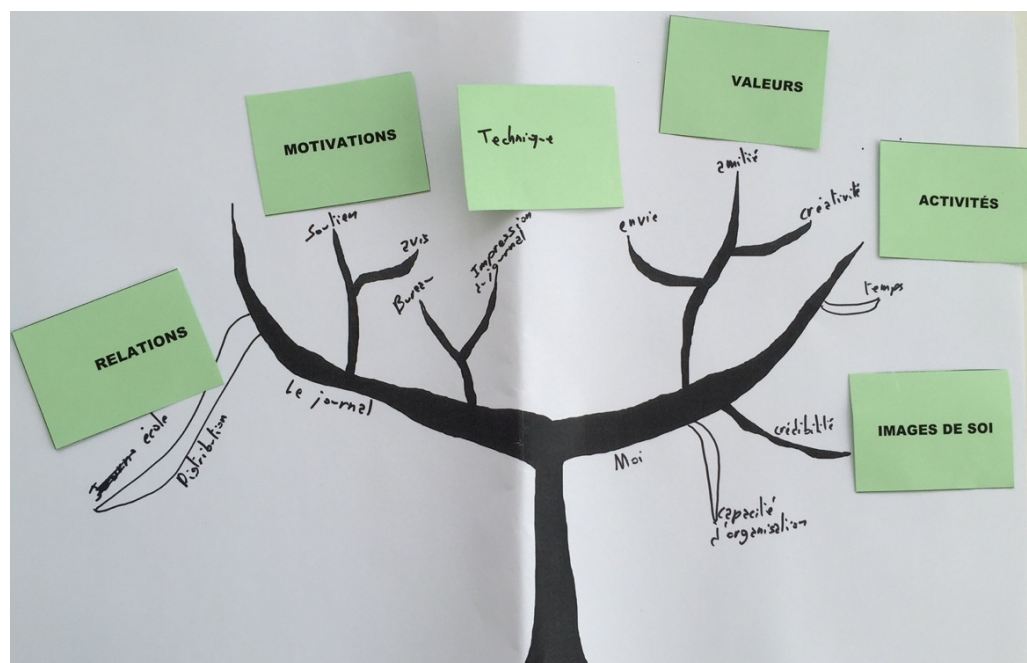 VALEURS
MOTIVATIONS
Technique
amitié
ACTIVITÉS
créativité
envie
Soutien
avis
Impression
du journal
Bureau
temps
RELATIONS
Le journal
école
Distribution
Moi
crédibilité
IMAGES DE SOI
capacité
d'organisation